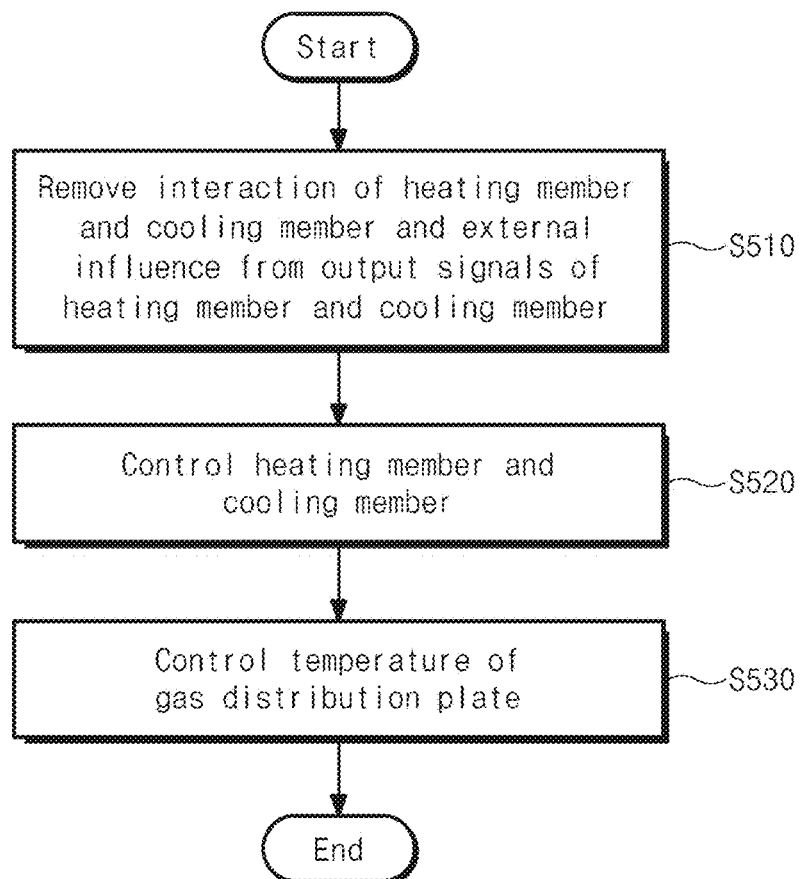 Start
Remove interaction of heating member
and cooling member and external
influence from output signals of
heating member and cooling member
S510
Control heating member and
cooling member
S520
Control temperature of
gas distribution plate
S530
End